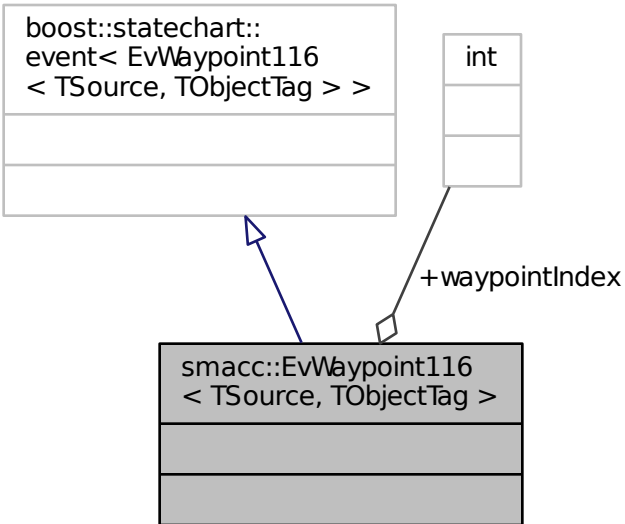 boost::statechart::
event< EvWaypoint116
< TSource, TObjectTag > >
int
+waypointIndex
smacc::EvWaypoint116
< TSource, TObjectTag >